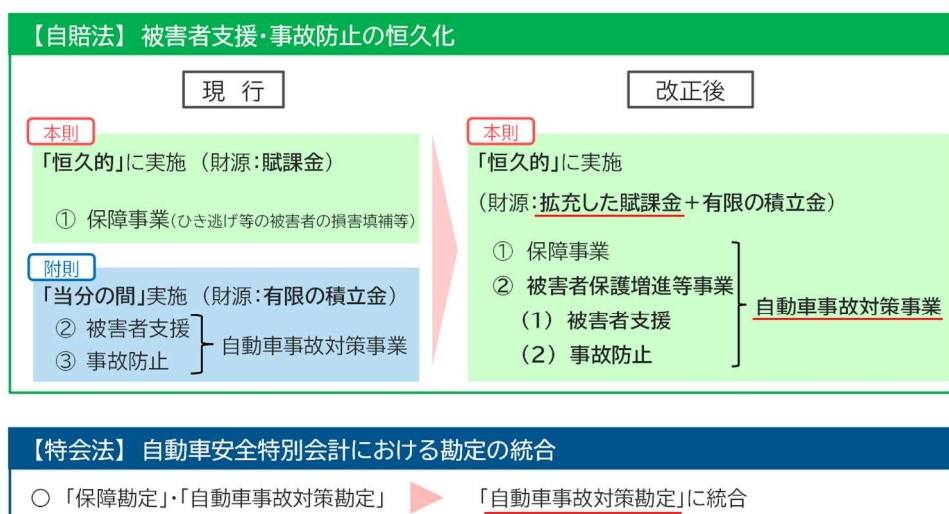 【自賠法】 被害者支援・事故防止の恒久化
現 行
本則
「恒久的」に実施 (財源:賦課金)
① 保障事業(ひき逃げ等の被害者の損害填補等)
附則
「当分の間」実施 (財源:有限の積立金)
② 被害者支援
③ 事故防止
自動車事故対策事業
改正後
本則
「恒久的」に実施
(財源:拡充した賦課金+有限の積立金)
① 保障事業
② 被害者保護増進等事業
(1) 被害者支援
(2) 事故防止
自動車事故対策事業
【特会法】 自動車安全特別会計における勘定の統合
○ 「保障勘定」・「自動車事故対策勘定」
「自動車事故対策勘定」に統合